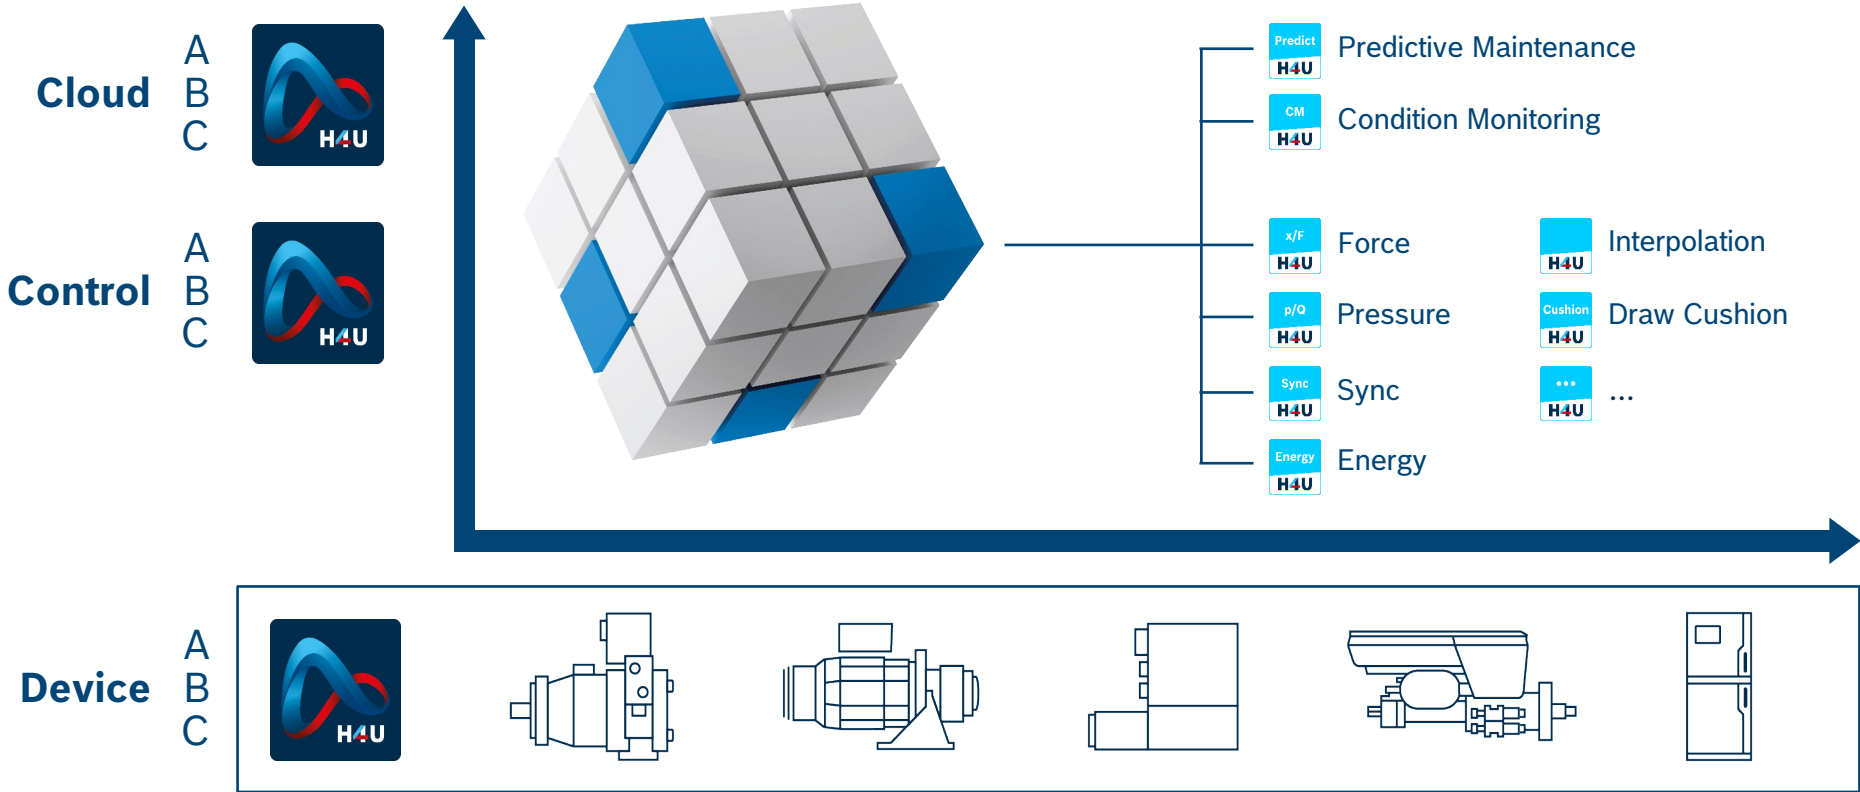 Cloud
A
B
C
H4U
Control
A
B
C
H4U
Predict
H4U
Predictive Maintenance
CM
H4U
Condition Monitoring
x/F
H4U
Force
H4U
Interpolation
p/Q
H4U
Pressure
Cushion
H4U
Draw Cushion
Sync
H4U
Sync
•••
H4U
...
Energy
H4U
Energy
Device
A
B
C
H4U